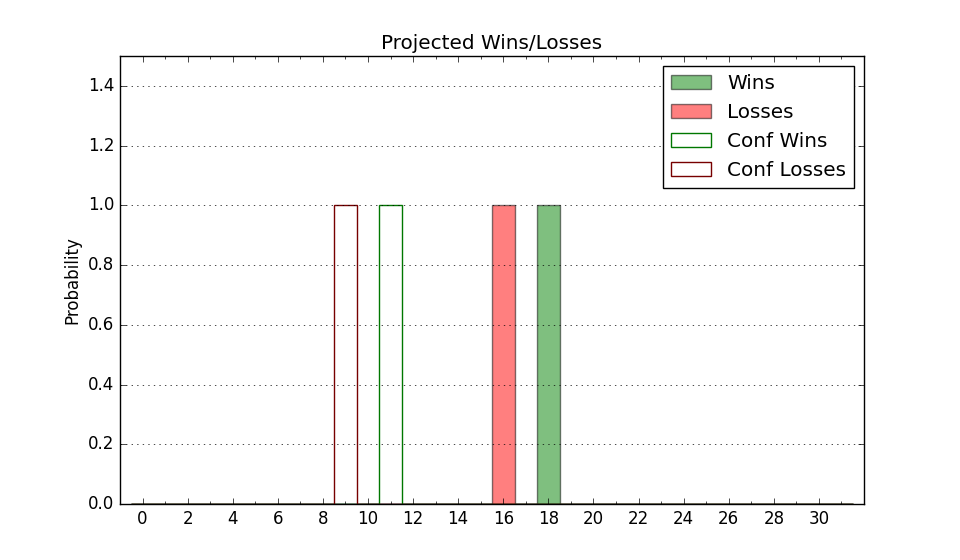 Projected Wins/Losses
Wins
Losses
Conf Wins
Conf Losses
Probability
1.4
1.2
1.0
0.8
0.6
0.4
0.2
0.0
0 2 4 6 8 10 12 14 16 18 20 22 24 26 28 30